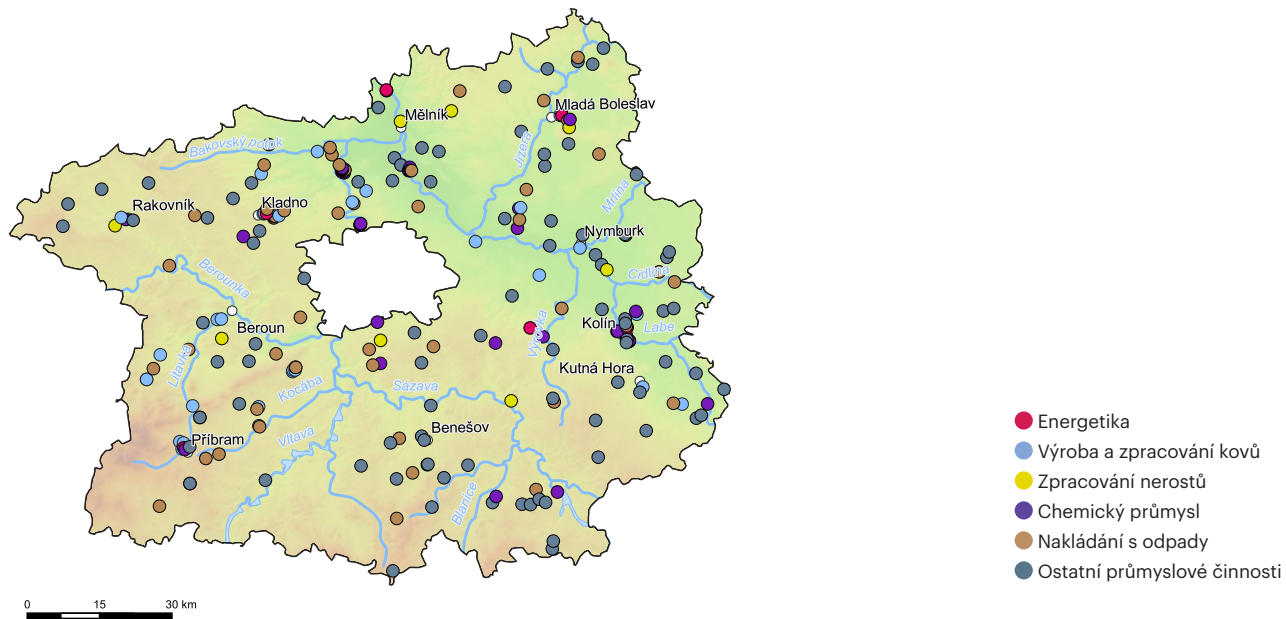 Mělník
Mladá Boleslav
Bakovský potok
Jizera
Rakovník
Kladno
Mrlina
Nymburk
Cidlina
Berounka
Beroun
Výrovka
Kolín
Labe
Litavka
Kutná Hora
Kocába
Sázava
Příbram
Vltava
Benešov
Blanice
Energetika
Výroba a zpracování kovů
Zpracování nerostů
Chemický průmysl
Nakládání s odpady
Ostatní průmyslové činnosti
0 15 30 km